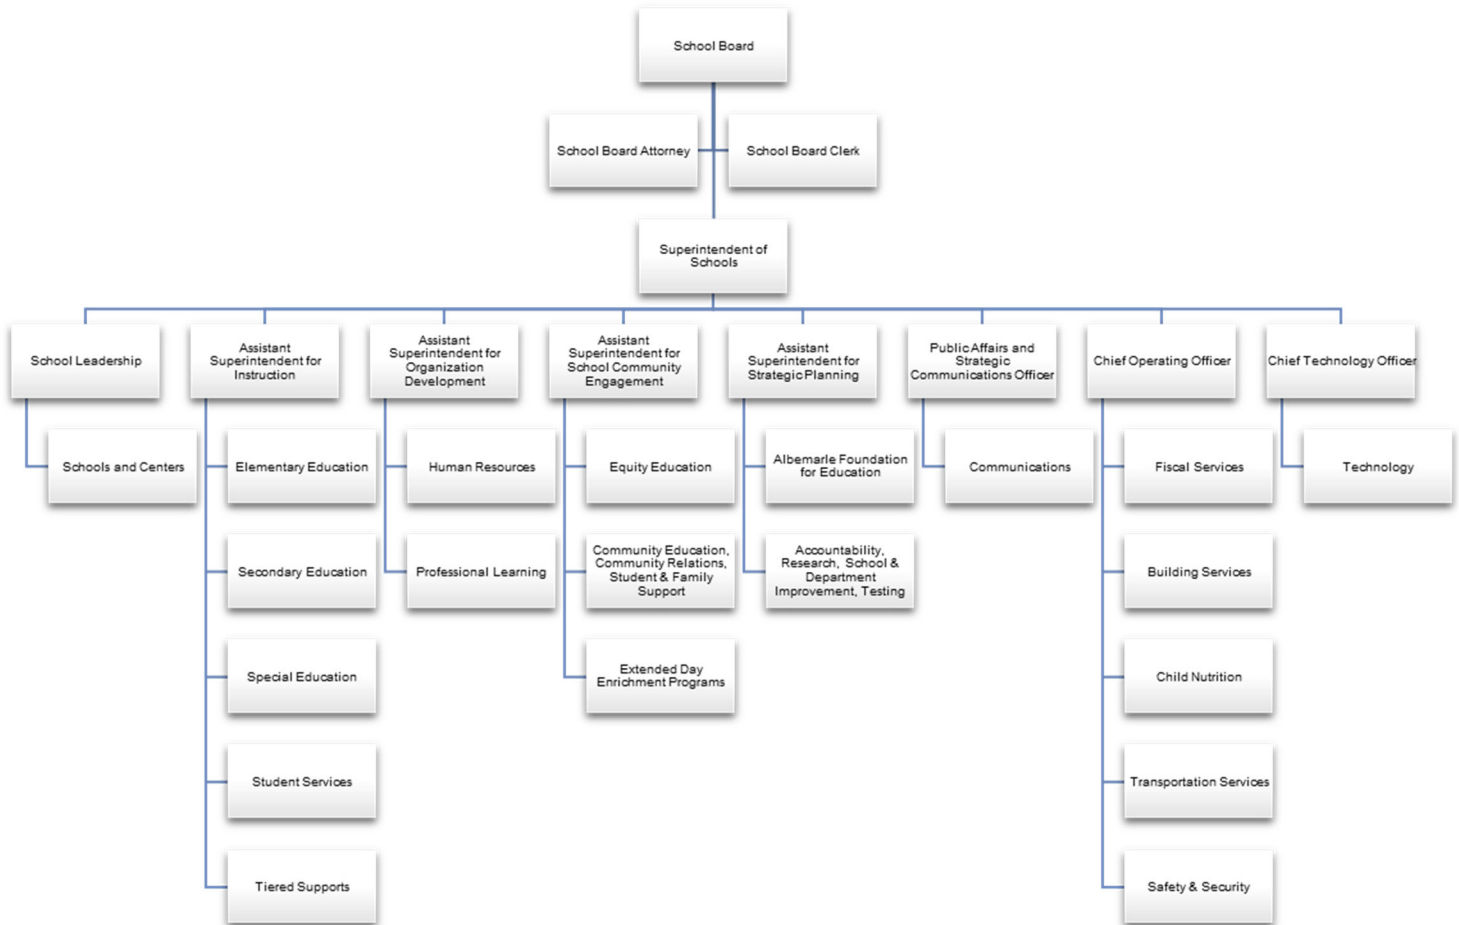 School Board
School Board Attorney
School Board Clerk
Superintendent of
Schools
School Leadership
Assistant
Superintendent for
Instruction
Assistant
Superintendent for
Organization
Development
Assistant
Superintendent for
School Community
Engagement
Assistant
Superintendent for
Strategic Planning
Public Affairs and
Strategic
Communications Officer
Chief Operating Officer
Chief Technology Officer
Schools and Centers
Elementary Education
Human Resources
Equity Education
Albemarle Foundation
for Education
Communications
Fiscal Services
Technology
Secondary Education
Professional Learning
Community Education,
Community Relations,
Student & Family
Support
Accountability,
Research, School &
Department
Improvement, Testing
Building Services
Special Education
Extended Day
Enrichment Programs
Child Nutrition
Student Services
Transportation Services
Tiered Supports
Safety & Security